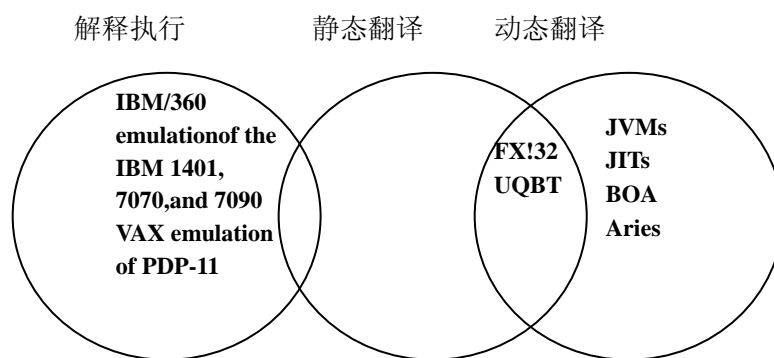 解释执行 静态翻译 动态翻译
IBM/360
emulationof the
IBM 1401,
7070,and 7090
VAX emulation
of PDP-11
FX!32
UQBT
JVMs
JITs
BOA
Aries